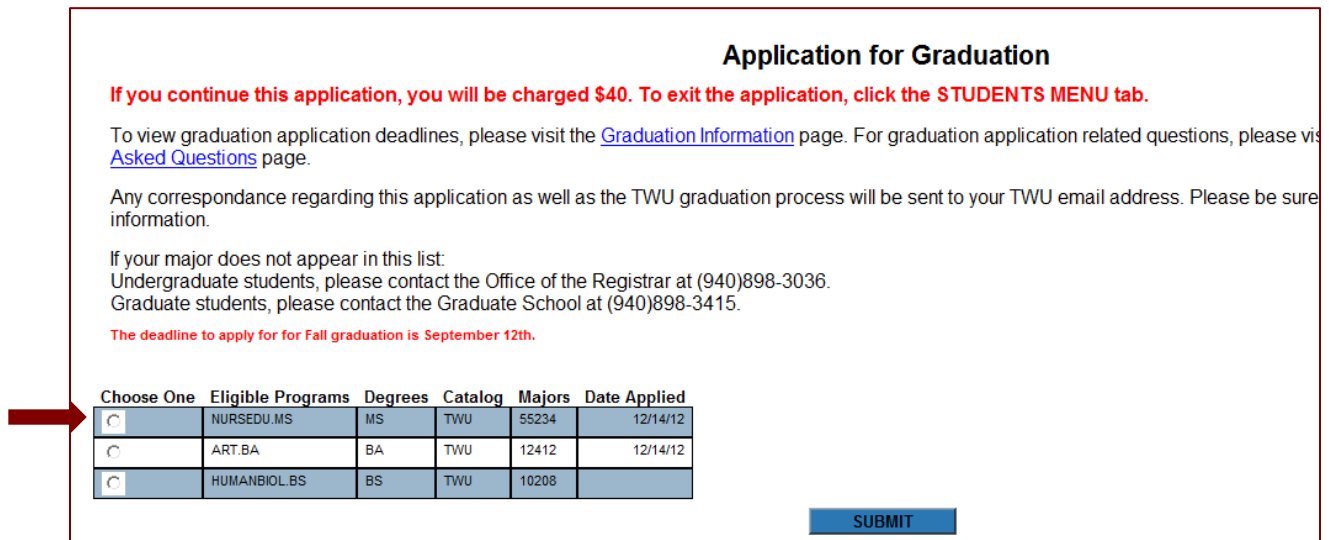 Application for Graduation
If you continue this application, you will be charged $40. To exit the application, click the STUDENTS MENU tab.
To view graduation application deadlines, please visit the Graduation Information page. For graduation application related questions, please
Asked Questions page.
Any correspondance regarding this application as well as the TWU graduation process will be sent to your TWU email address. Please be sure
information.
If your major does not appear in this list:
Undergraduate students, please contact the Office of the Registrar at (940)898-3036.
Graduate students, please contact the Graduate School at (940)898-3415.
The deadline to apply for for Fall graduation is September 12th.
Choose One Eligible Programs Degrees Catalog Majors Date Applied
NURSEDU.MS MS TWU 55234 12/14/12
ART.BA BA TWU 12412 12/14/12
HUMANBIOL.BS BS TWU 10208
SUBMIT